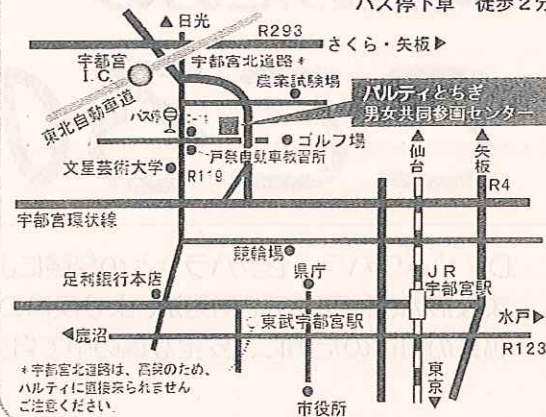 バス停下車 徒歩2分
▲日光
R293
さくら・矢板▶
宇都宮
I.C.
宇都宮北道路*
農業試験場
東北自動車道
バス停
パルティとちぎ
男女共同参画センター
ゴルフ場
戸祭自動車教習所
文星芸術大学
R119
▲仙台
▲矢板
R4
宇都宮環状線
競輪場
足利銀行本店
県庁
JR
宇都宮駅
水戸▶
◀鹿沼
東武宇都宮駅
R123
*宇都宮北道路は、高架のため、
パルティに直接来られません
ご注意ください
市役所
東京▼